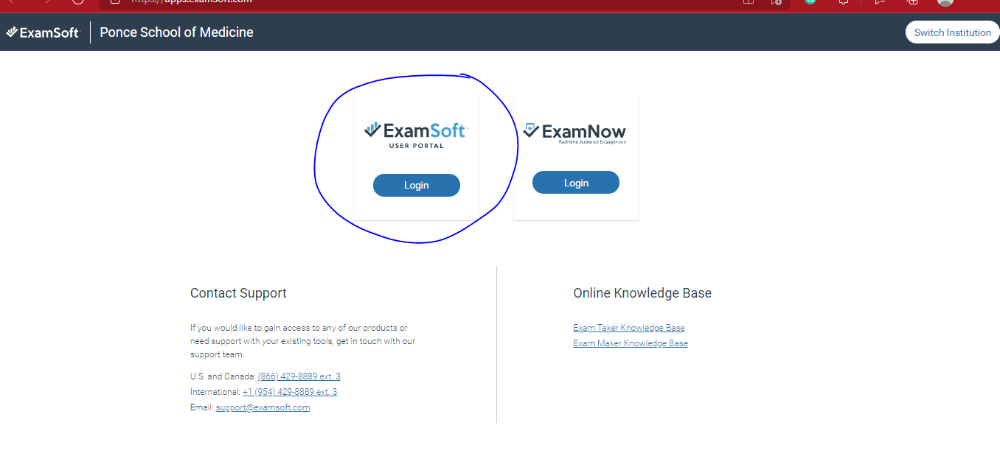 https://apps.examsoft.com
ExamSoft
Ponce School of Medicine
Switch Institution
ExamSoft
USER PORTAL
Login
ExamNow
Real-time Audience Engagement
Login
Contact Support
If you would like to gain access to any of our products or
need support with your existing tools, get in touch with our
support team.
U.S. and Canada: (866) 429-8889 ext. 3
International: +1 (954) 429-8889 ext. 3
Email: support@examsoft.com
Online Knowledge Base
Exam Taker Knowledge Base
Exam Maker Knowledge Base